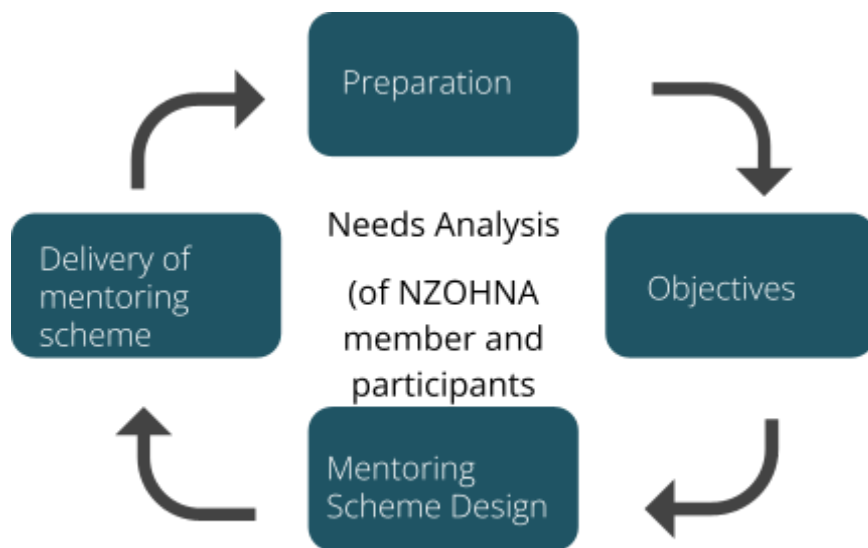 Preparation
Needs Analysis
(of NZOHNA
member and
participants
Delivery of
mentoring
scheme
Objectives
Mentoring
Scheme Design